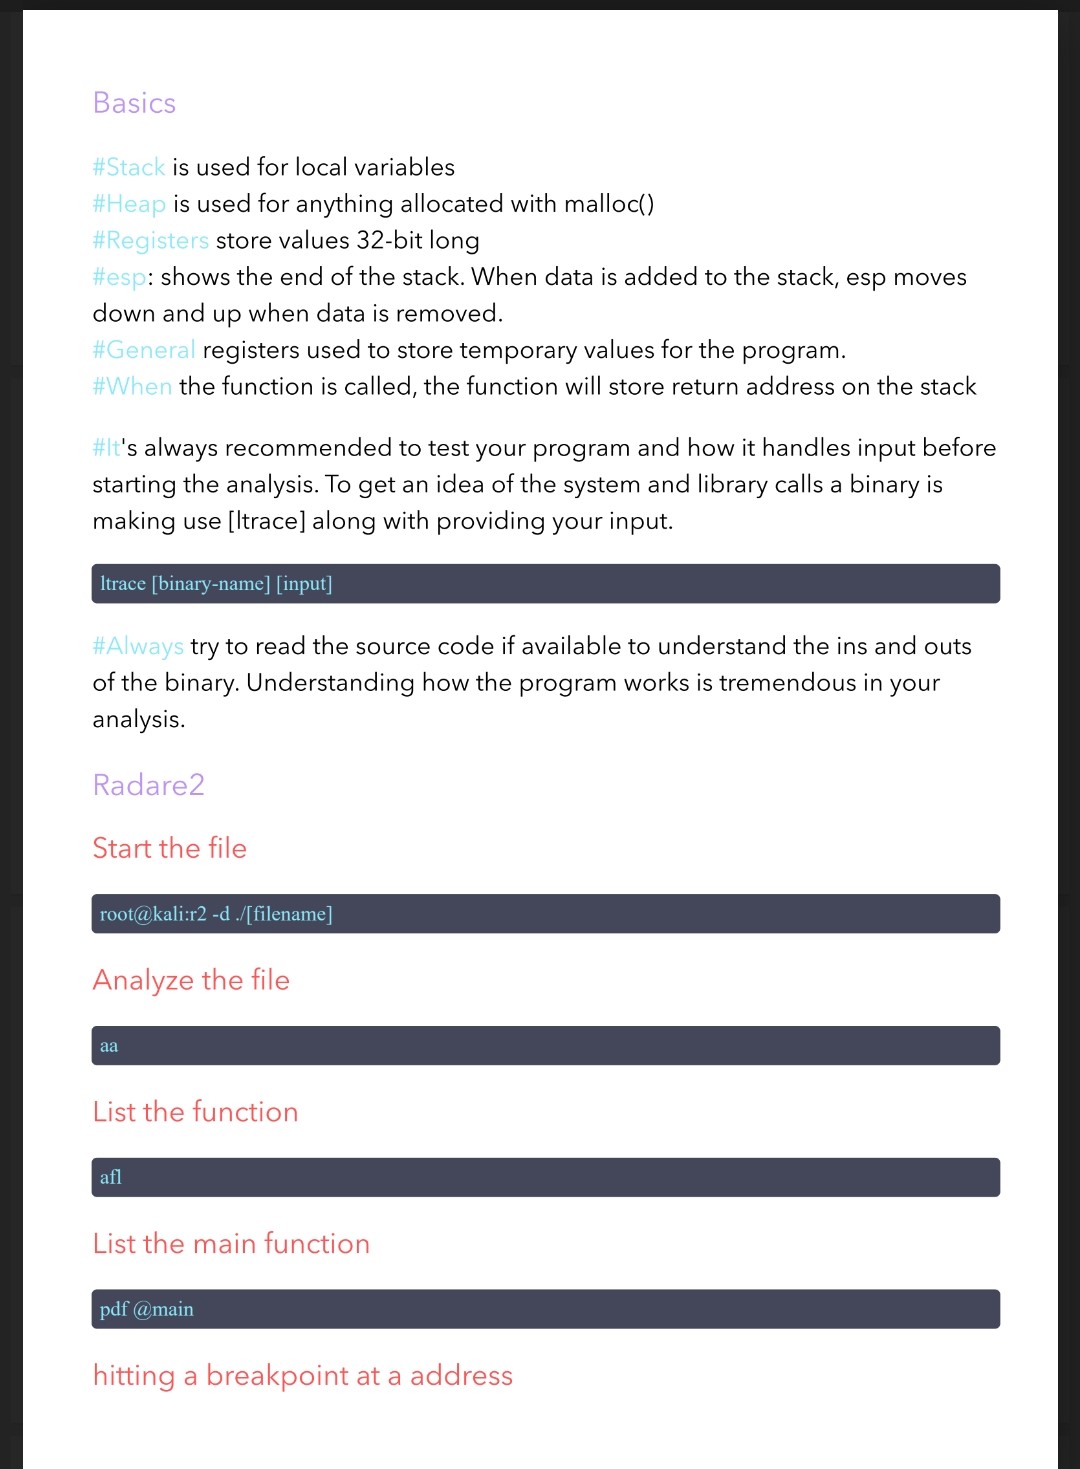 Basics
#Stack is used for local variables
#Heap is used for anything allocated with malloc()
#Registers store values 32-bit long
#esp: shows the end of the stack. When data is added to the stack, esp moves
down and up when data is removed.
#General registers used to store temporary values for the program.
#When the function is called, the function will store return address on the stack
#It's always recommended to test your program and how it handles input before
starting the analysis. To get an idea of the system and library calls a binary is
making use [ltrace] along with providing your input.
ltrace [binary-name] [input]
#Always try to read the source code if available to understand the ins and outs
of the binary. Understanding how the program works is tremendous in your
analysis.
Radare2
Start the file
root@kali:r2 -d ./[filename]
Analyze the file
aa
List the function
afl
List the main function
pdf @main
hitting a breakpoint at a address